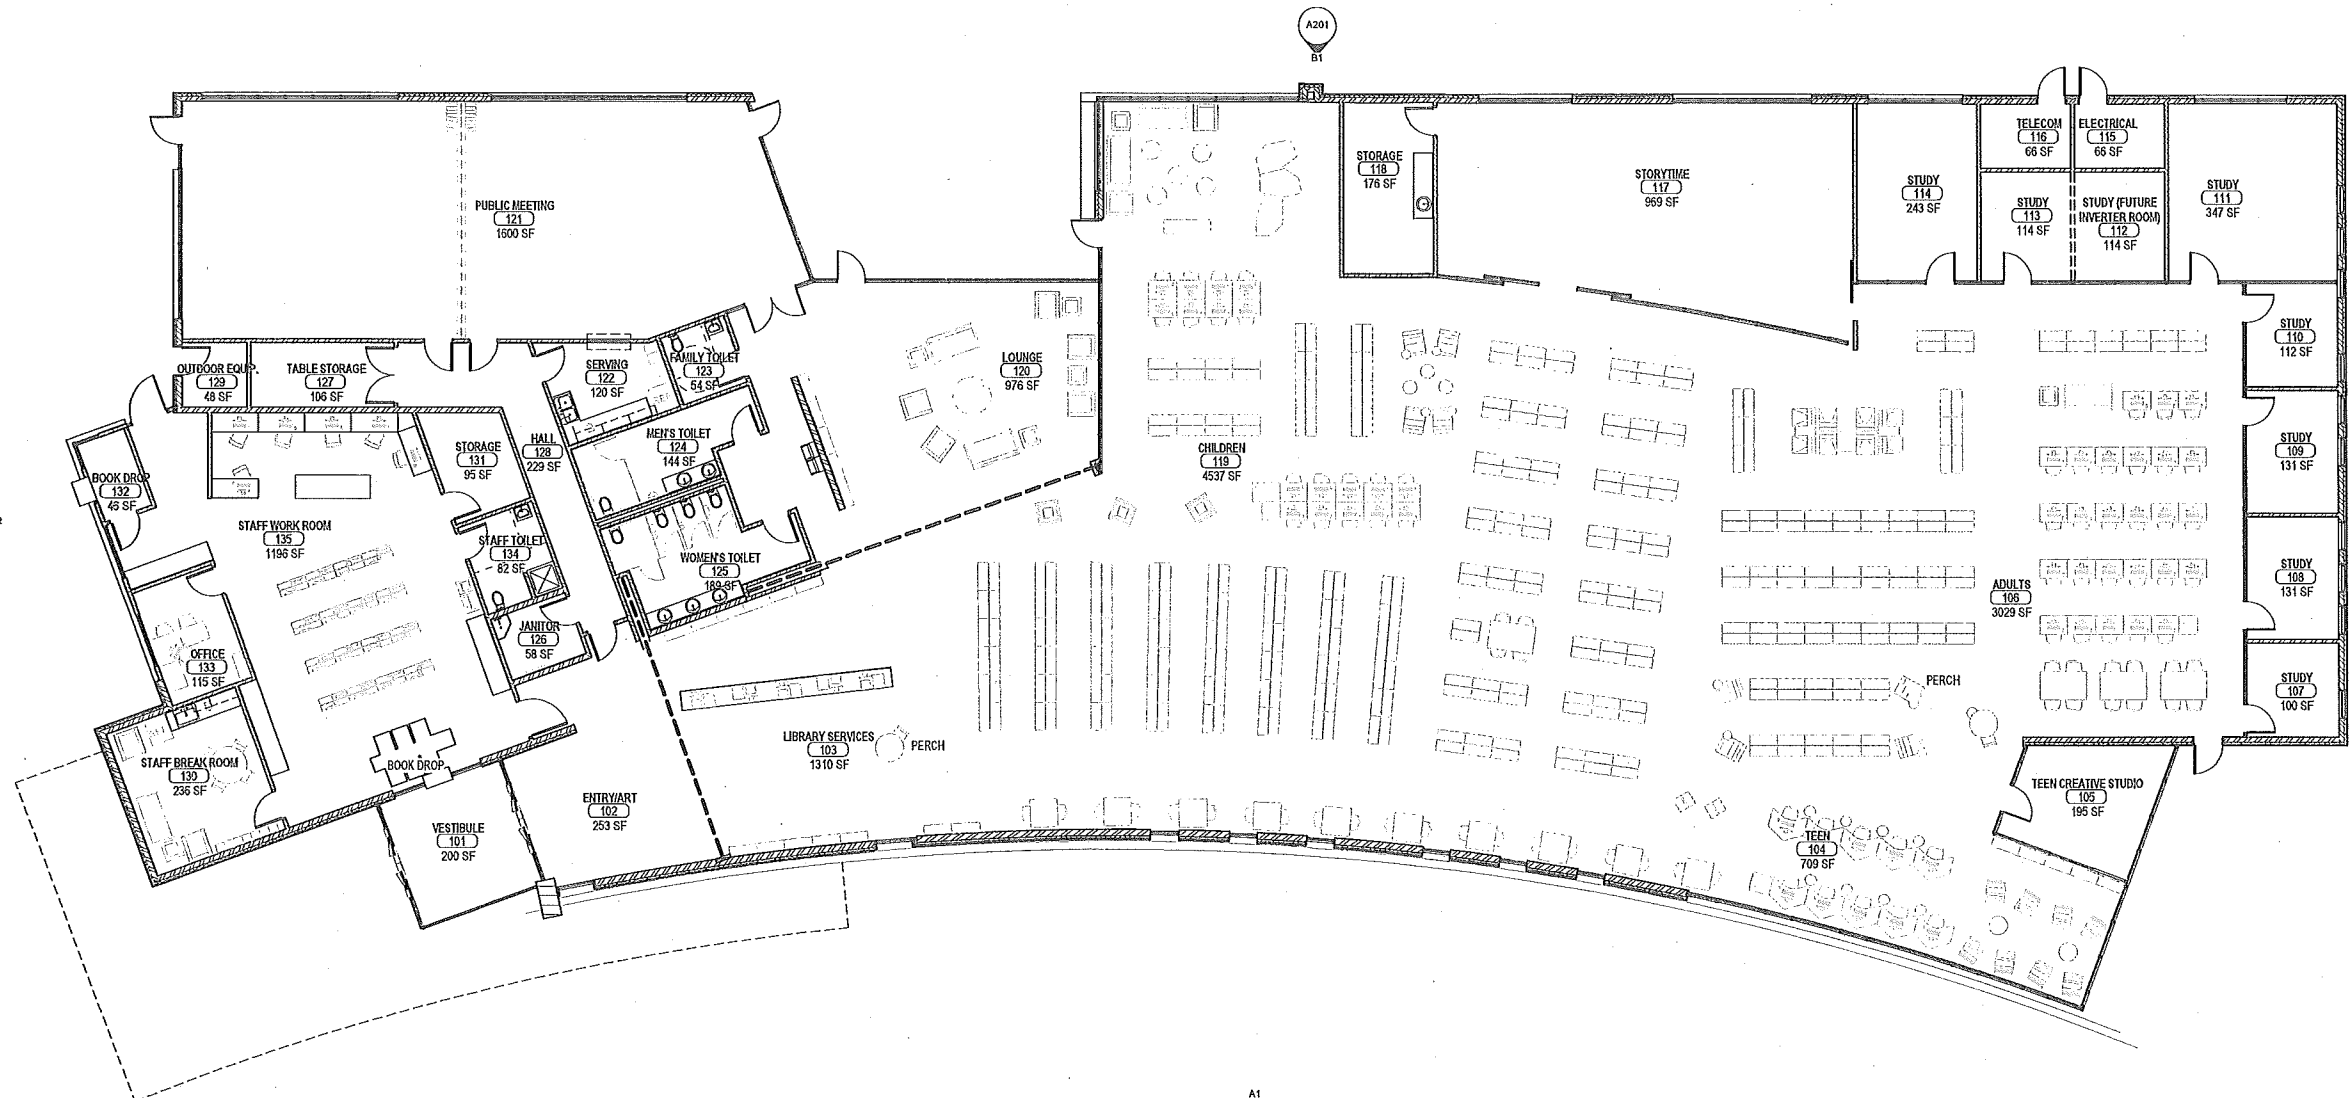 A201
B1
PUBLIC MEETING
121
1600 SF
STORAGE
118
176 SF
STORYTIME
117
969 SF
STUDY
114
243 SF
TELECOM
116
66 SF
ELECTRICAL
115
66 SF
STUDY
113
114 SF
STUDY (FUTURE
INVERTER ROOM)
112
114 SF
STUDY
111
347 SF
OUTDOOR EQUIP.
129
48 SF
TABLE STORAGE
127
106 SF
SERVING
122
120 SF
FAMILY TOILET
123
54 SF
LOUNGE
120
976 SF
STUDY
110
112 SF
STORAGE
131
95 SF
HALL
128
229 SF
MEN'S TOILET
124
144 SF
CHILDREN
119
4537 SF
STUDY
109
131 SF
BOOK DROP
132
46 SF
STAFF WORK ROOM
135
1196 SF
STAFF TOILET
134
82 SF
WOMEN'S TOILET
125
189 SF
ADULTS
106
3029 SF
STUDY
108
131 SF
OFFICE
133
115 SF
JANITOR
126
58 SF
PERCH
STUDY
107
100 SF
STAFF BREAK ROOM
130
236 SF
BOOK DROP
LIBRARY SERVICES
103
1310 SF
PERCH
VESTIBULE
101
200 SF
ENTRY/ART
102
253 SF
TEEN CREATIVE STUDIO
105
195 SF
TEEN
104
709 SF
A1